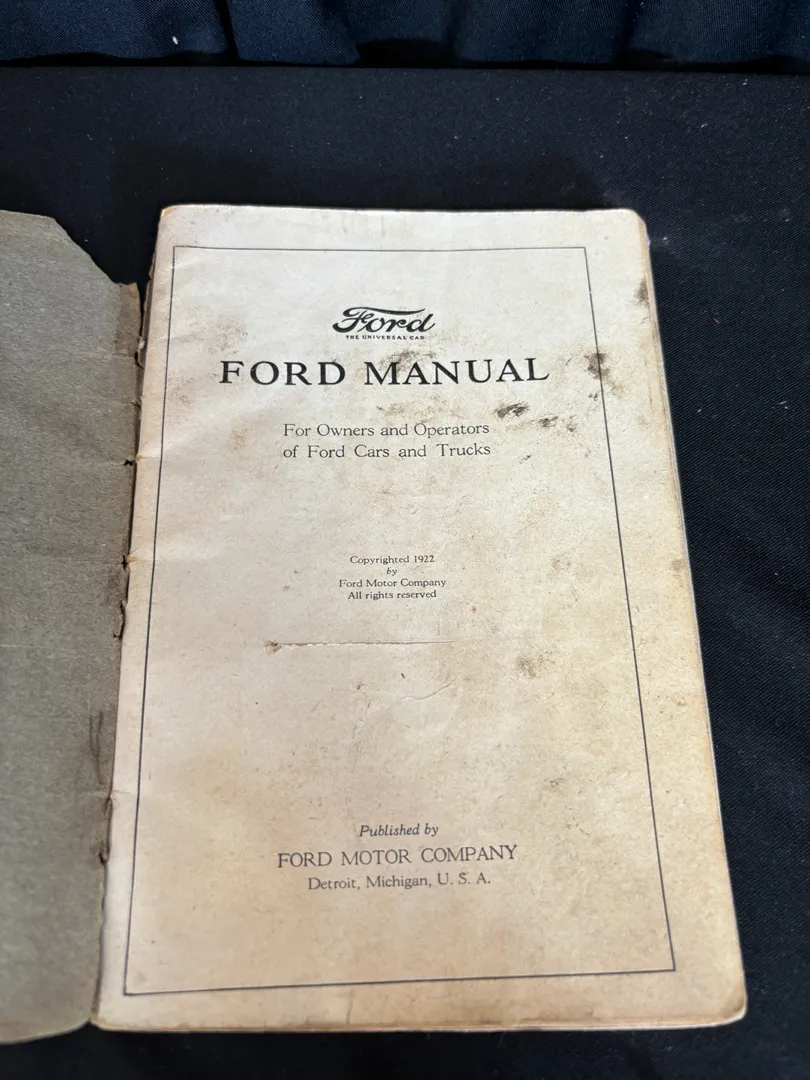 Ford
THE UNIVERSAL CAR
FORD MANUAL
For Owners and Operators
of Ford Cars and Trucks
Copyrighted 1922
by
Ford Motor Company
All rights reserved
Published by
FORD MOTOR COMPANY
Detroit, Michigan, U. S. A.